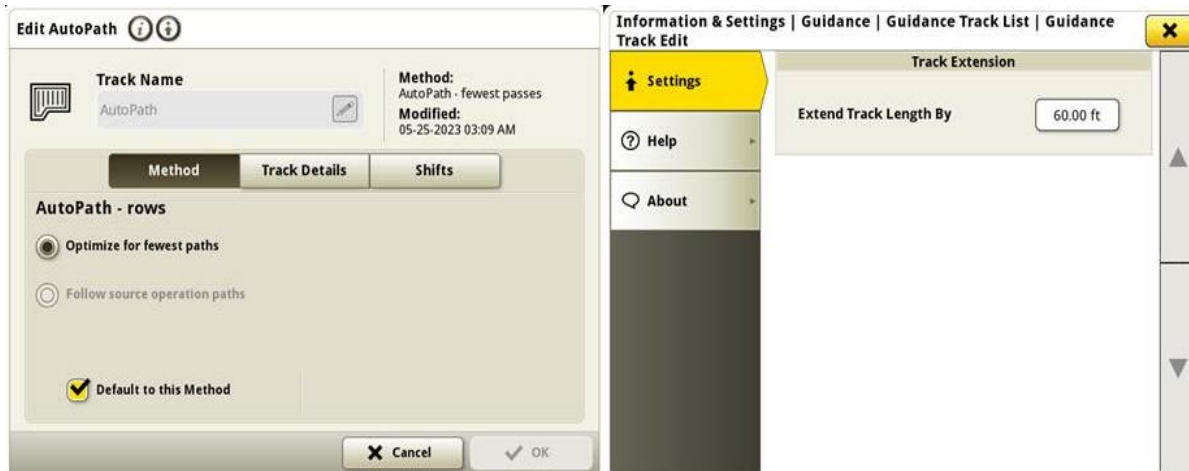 Edit AutoPath
Track Name
AutoPath
Method:
AutoPath - fewest passes
Modified:
05-25-2023 03:09 AM
Method
Track Details
Shifts
AutoPath - rows
Optimize for fewest paths
Follow source operation paths
Default to this Method
Cancel
OK
Information & Settings | Guidance | Guidance Track List | Guidance
Track Edit
Settings
Help
About
Track Extension
Extend Track Length By
60.00 ft